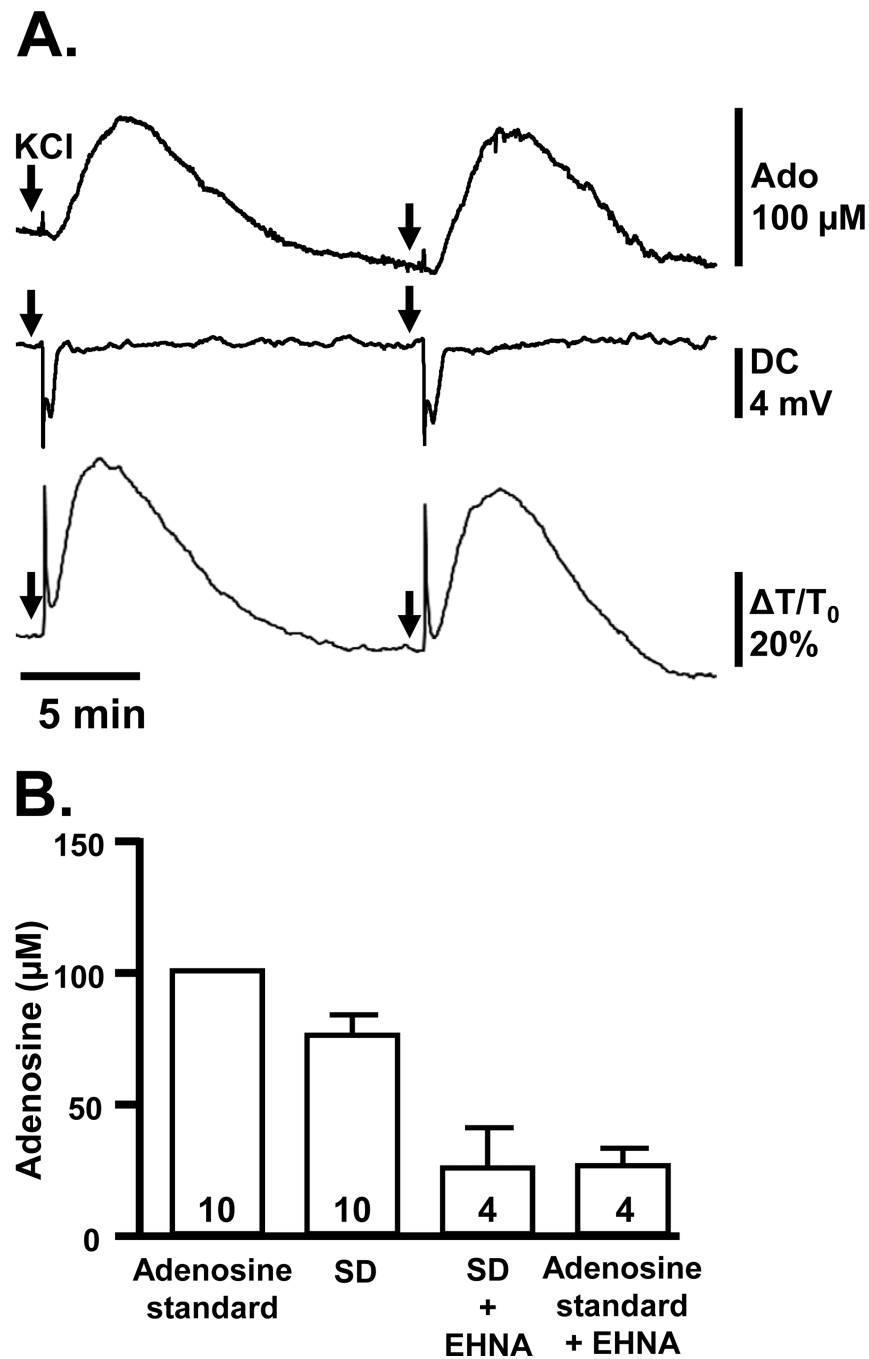 A.
KCl
Ado
100 µM
DC
4 mV
ΔT/T0
20%
5 min
B.
Adenosine (µM)
150
100
50
0
10
10
4
4
Adenosine
standard
SD
SD
+
EHNA
Adenosine
standard
+ EHNA